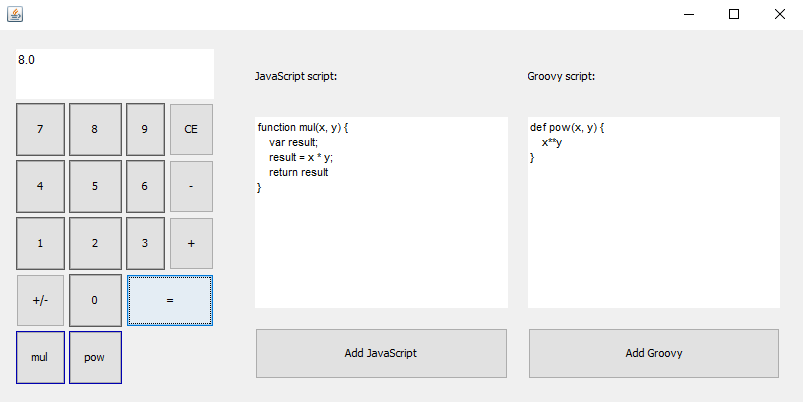 8.0
7 8 9 CE
4 5 6 -
1 2 3 +
+/- 0 =
mul pow
JavaScript script:
function mul(x, y) {
    var result;
    result = x * y;
    return result
}
Add JavaScript
Groovy script:
def pow(x, y) {
    x**y
}
Add Groovy